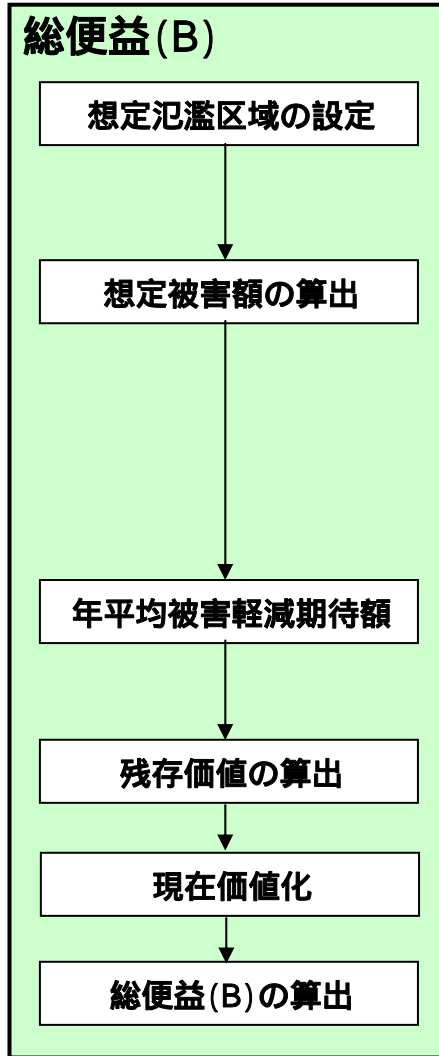 総便益(B)
想定氾濫区域の設定
想定被害額の算出
年平均被害軽減期待額
残存価値の算出
現在価値化
総便益(B)の算出